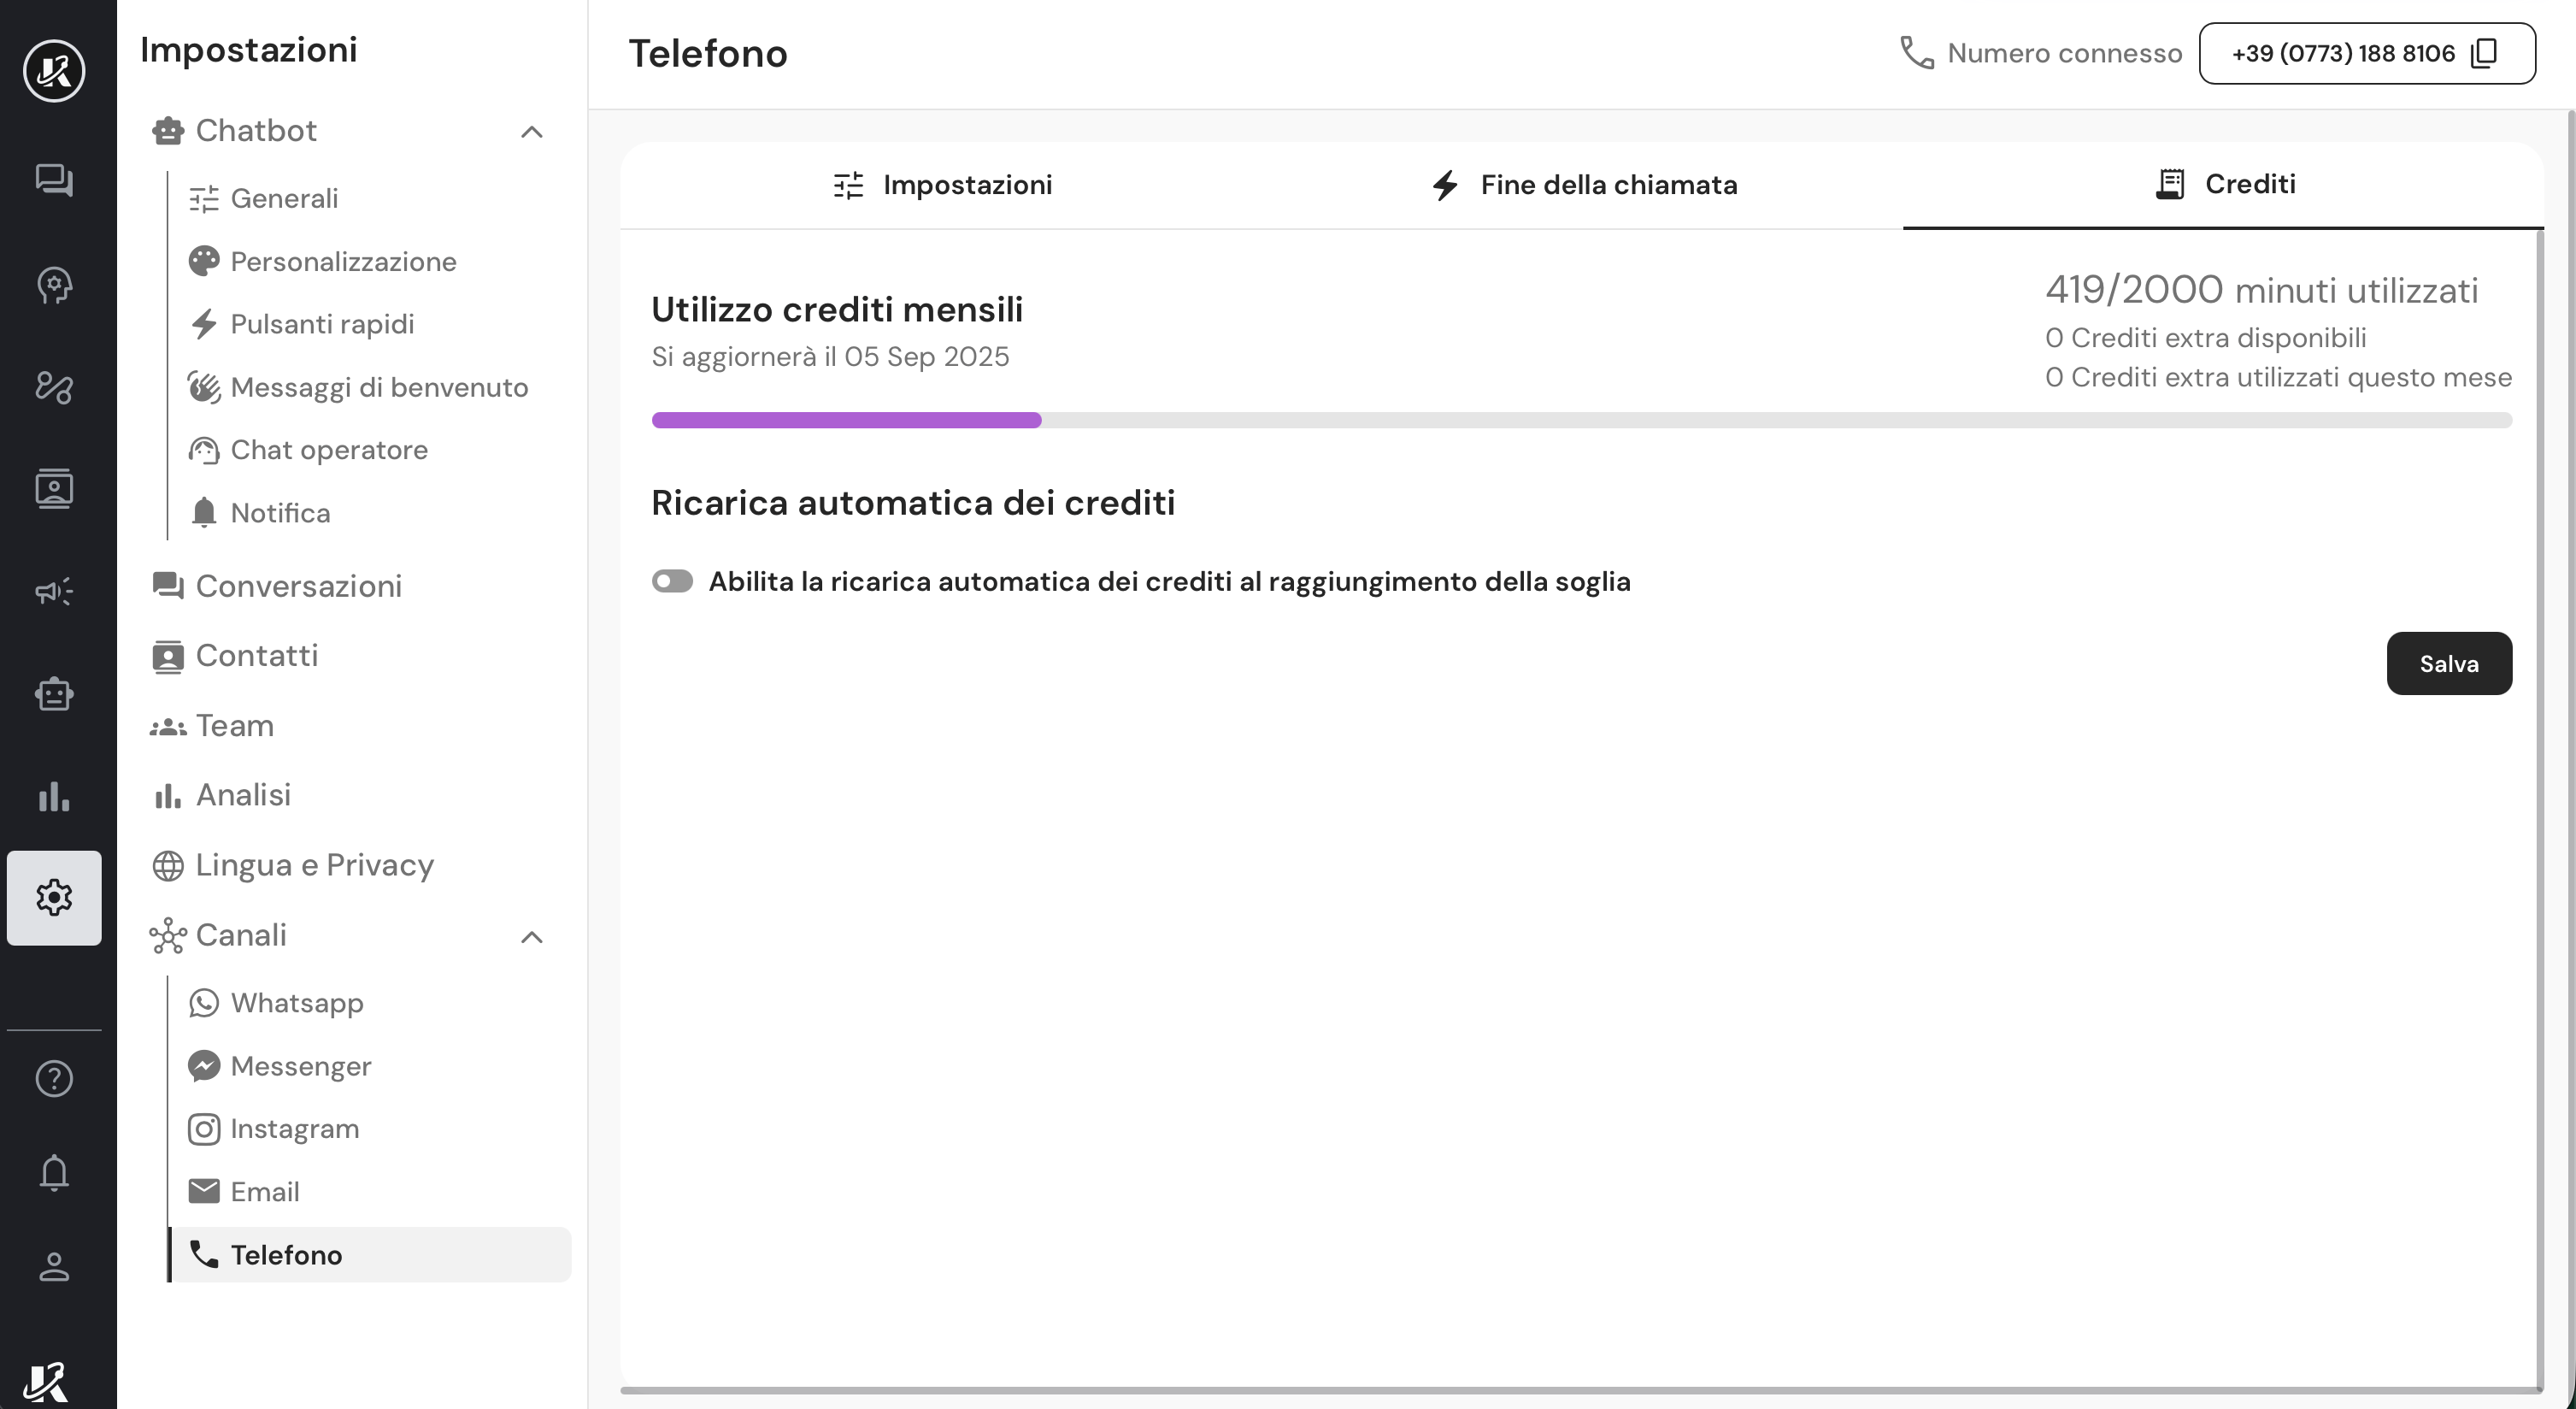 Impostazioni
Chatbot
Generali
Personalizzazione
Pulsanti rapidi
Messaggi di benvenuto
Chat operatore
Notifica
Conversazioni
Contatti
Team
Analisi
Lingua e Privacy
Canali
Whatsapp
Messenger
Instagram
Email
Telefono
Telefono
Numero connesso
+39 (0773) 188 8106
Impostazioni
Fine della chiamata
Crediti
Utilizzo crediti mensili
Si aggiornerà il 05 Sep 2025
419/2000 minuti utilizzati
0 Crediti extra disponibili
0 Crediti extra utilizzati questo mese
Ricarica automatica dei crediti
Abilita la ricarica automatica dei crediti al raggiungimento della soglia
Salva